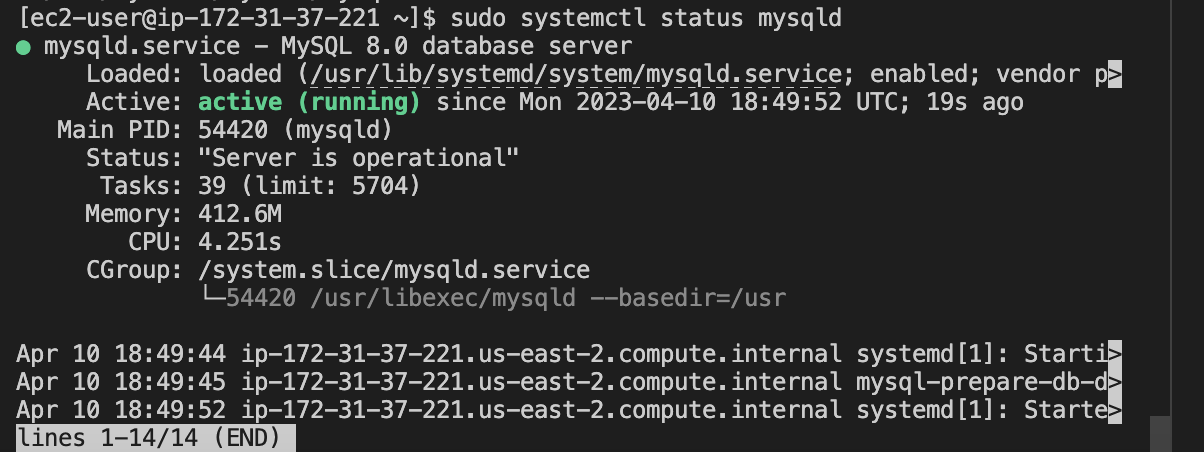 [ec2-user@ip-172-31-37-221 ~]$ sudo systemctl status mysqld
● mysqld.service - MySQL 8.0 database server
     Loaded: loaded (/usr/lib/systemd/system/mysqld.service; enabled; vendor p>
     Active: active (running) since Mon 2023-04-10 18:49:52 UTC; 19s ago
   Main PID: 54420 (mysqld)
     Status: "Server is operational"
      Tasks: 39 (limit: 5704)
     Memory: 412.6M
        CPU: 4.251s
     CGroup: /system.slice/mysqld.service
             └─54420 /usr/libexec/mysqld --basedir=/usr

Apr 10 18:49:44 ip-172-31-37-221.us-east-2.compute.internal systemd[1]: Starti>
Apr 10 18:49:45 ip-172-31-37-221.us-east-2.compute.internal mysql-prepare-db-d>
Apr 10 18:49:52 ip-172-31-37-221.us-east-2.compute.internal systemd[1]: Starte>
lines 1-14/14 (END)